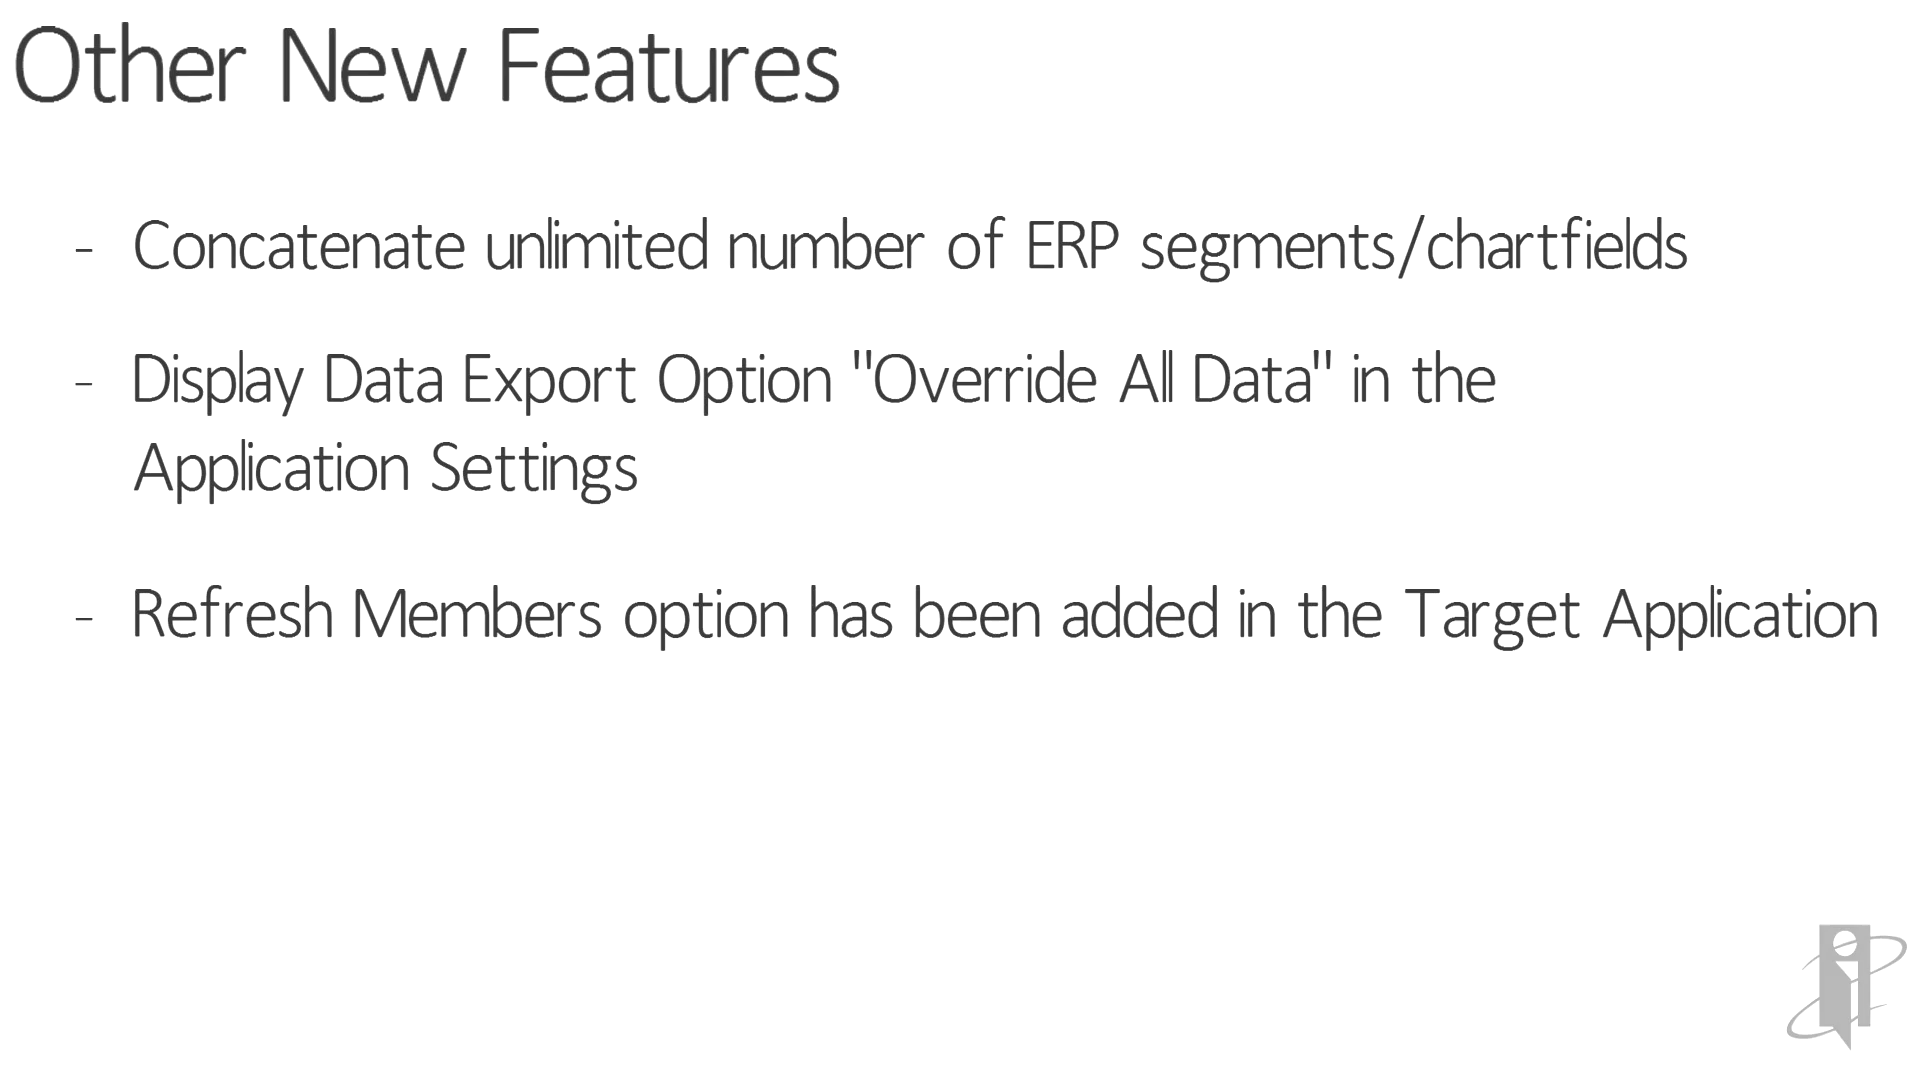 Other New Features
- Concatenate unlimited number of ERP segments/chartfields
- Display Data Export Option "Override All Data" in the
Application Settings
- Refresh Members option has been added in the Target Application